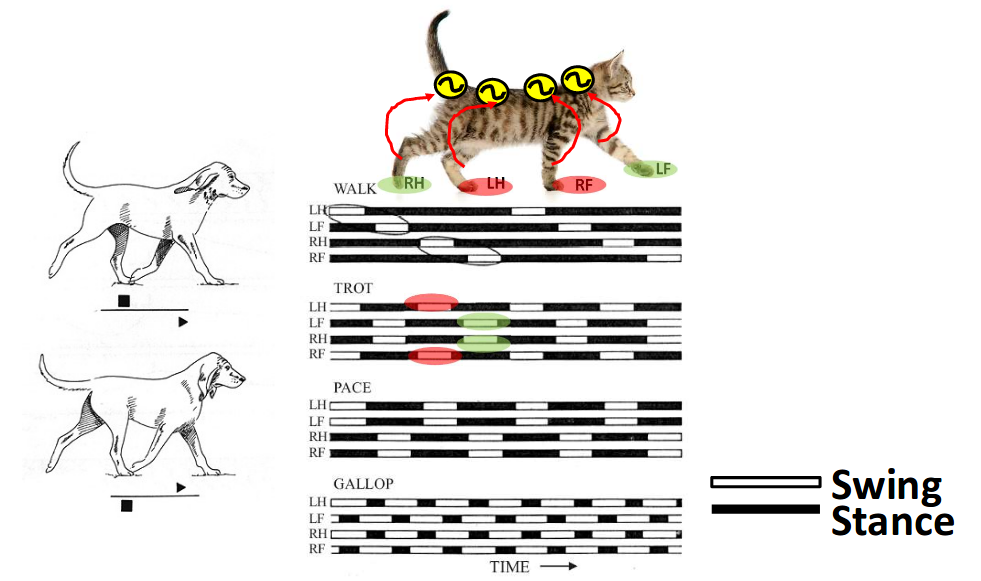 RH
LH
RF
LF
WALK
LH
LF
RH
RF
TROT
LH
LF
RH
RF
PACE
LH
LF
RH
RF
GALLOP
LH
LF
RH
RF
TIME
Swing
Stance